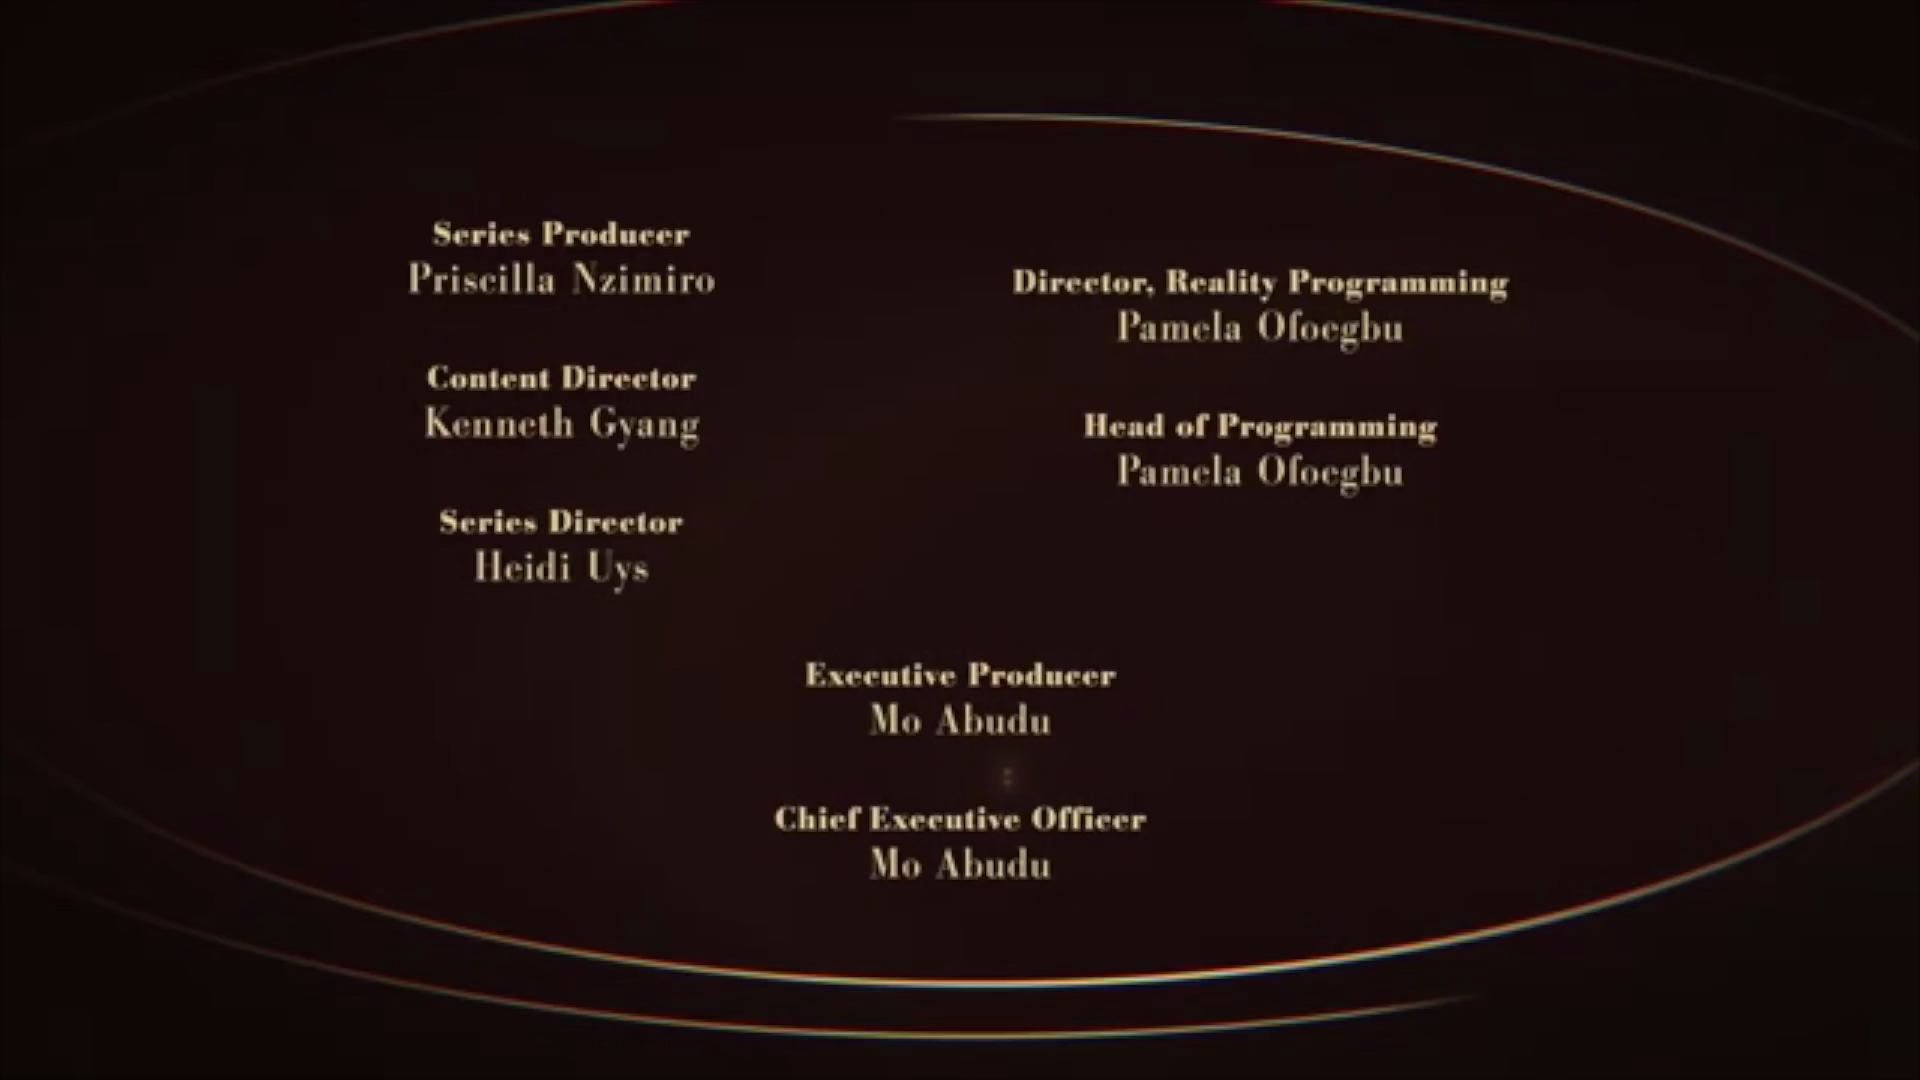 Series Producer
Priscilla Nzimiro
Content Director
Kenneth Gyang
Series Director
Heidi Uys
Director, Reality Programming
Pamela Ofoegbu
Head of Programming
Pamela Ofoegbu
Executive Producer
Mo Abudu
Chief Executive Officer
Mo Abudu